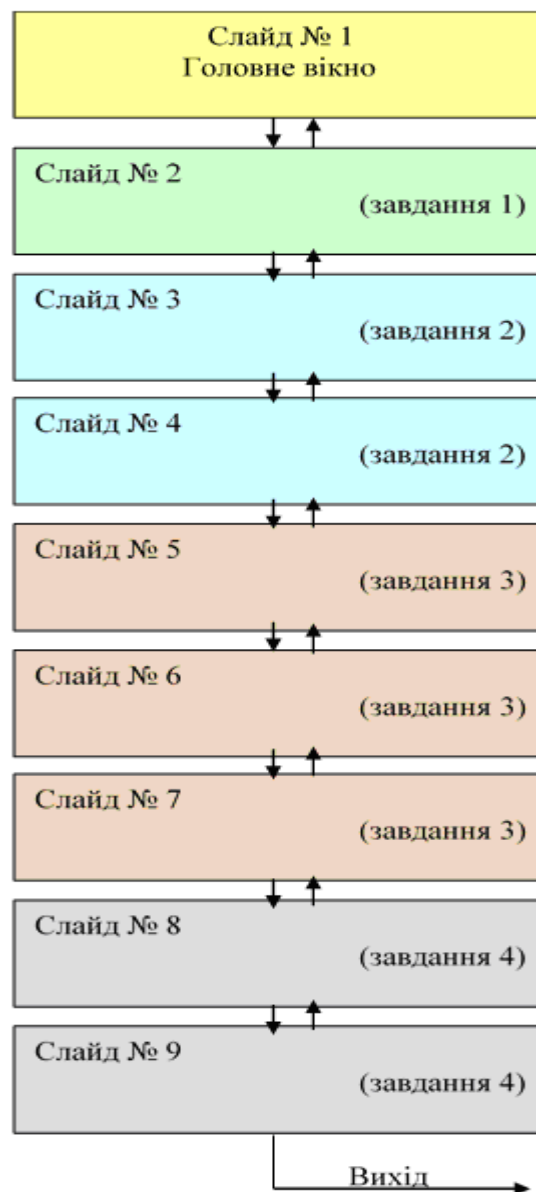 Слайд № 1
Головне вікно
Слайд № 2
(завдання 1)
Слайд № 3
(завдання 2)
Слайд № 4
(завдання 2)
Слайд № 5
(завдання 3)
Слайд № 6
(завдання 3)
Слайд № 7
(завдання 3)
Слайд № 8
(завдання 4)
Слайд № 9
(завдання 4)
Вихід